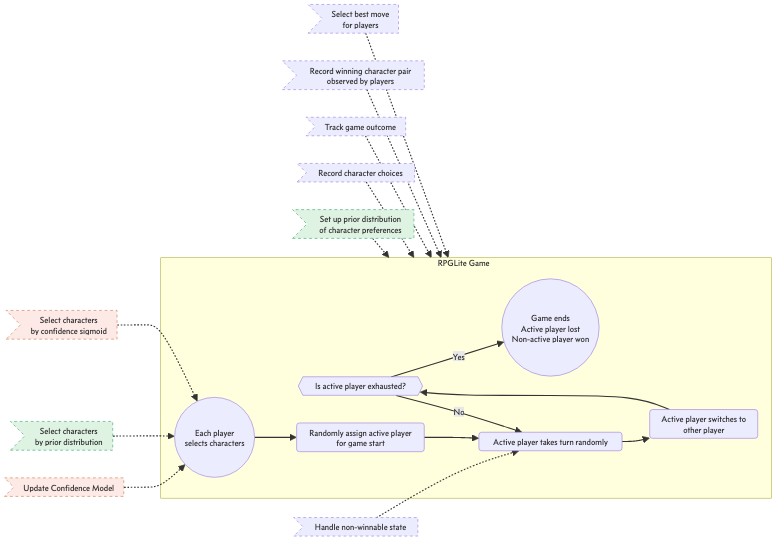 Select best move
for players
Record winning character pair
observed by players
Track game outcome
Record character choices
Set up prior distribution
of character preferences
RPGLite Game
Select characters
by confidence sigmoid
Game ends
Active player lost
Non-active player won
Yes
Is active player exhausted?
No
Each player
selects characters
Randomly assign active player
for game start
Active player takes turn randomly
Active player switches to
other player
Select characters
by prior distribution
Update Confidence Model
Handle non-winnable state